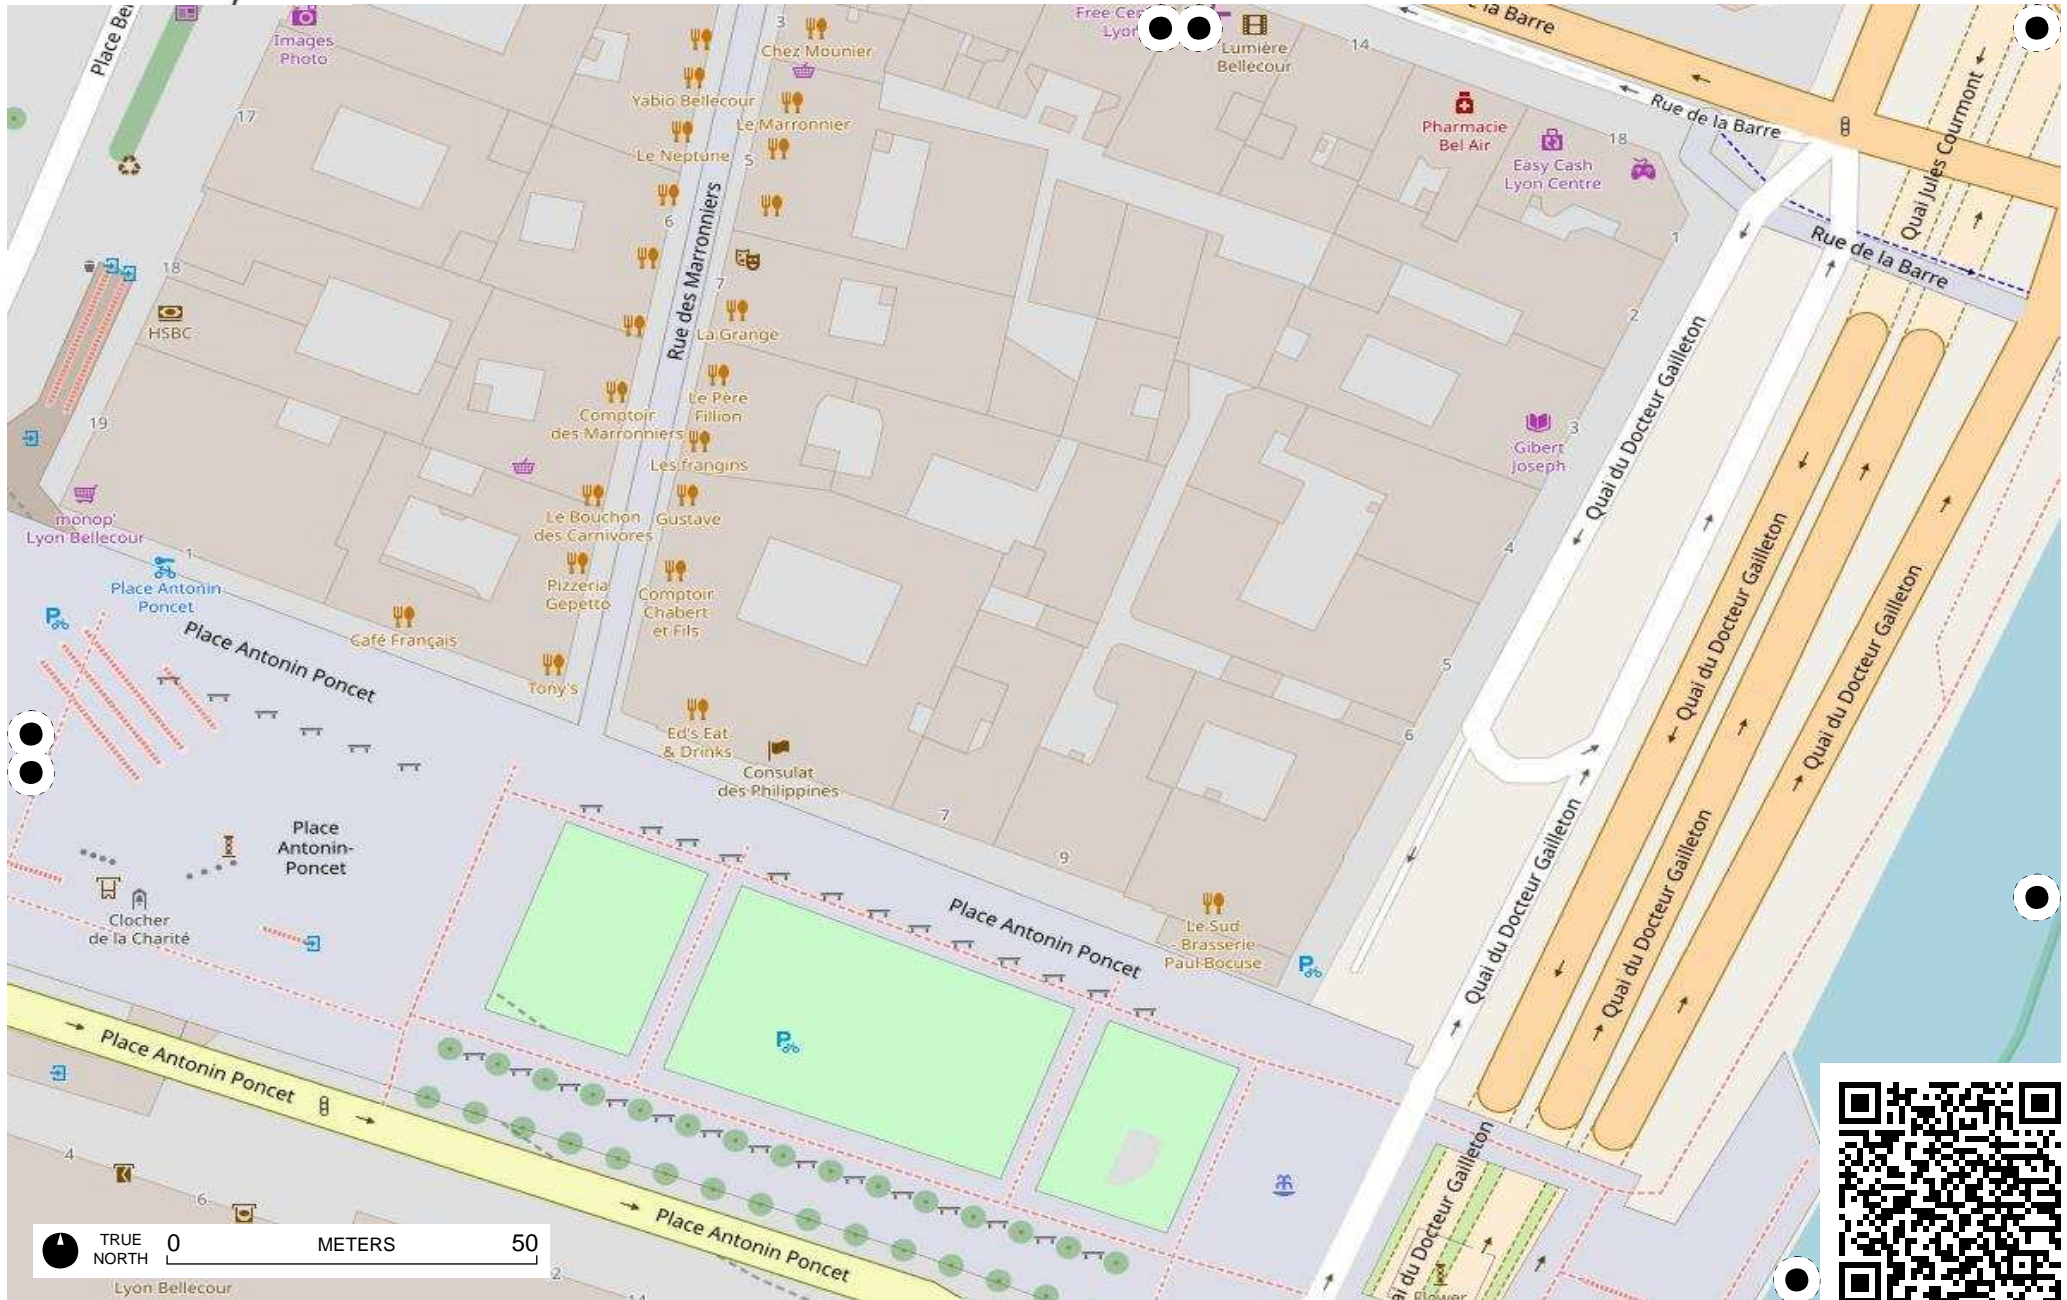 Images
Photo
17
18
HSBC
19
monop'
Lyon Bellecour
1
Place Antonin
Poncet
Place Antonin Poncet
Café Français
Tony's
3
Chez Mounier
Yabio Bellecour
Le Marronnier
Le Neptune
5
6
7
Rue des Marronniers
La Grange
Comptoir
des Marronniers
Le Père
Fillion
Les frangins
Le Bouchon
des Carnivores
Gustave
Pizzeria
Gepetto
Comptoir
Chabert
et Fils
Ed's Eat
& Drinks
Consulat
des Philippines
7
9
Lumière
Bellecour
14
la Barre
Rue de la Barre
Pharmacie
Bel Air
Easy Cash
Lyon Centre
18
1
2
3
4
5
6
Gibert
Joseph
Quai Jules Courmont
Rue de la Barre
Quai du Docteur Gailleton
Quai du Docteur Gailleton
Quai du Docteur Gailleton
Quai du Docteur Gailleton
Quai du Docteur Gailleton
Le Sud
- Brasserie
Paul Bocuse
Place Antonin Poncet
Place
Antonin-
Poncet
Clocher
de la Charité
Place Antonin Poncet
Place Antonin Poncet
du Docteur Gailleton
4
6
TRUE
NORTH
0 METERS 50
Lyon Bellecour